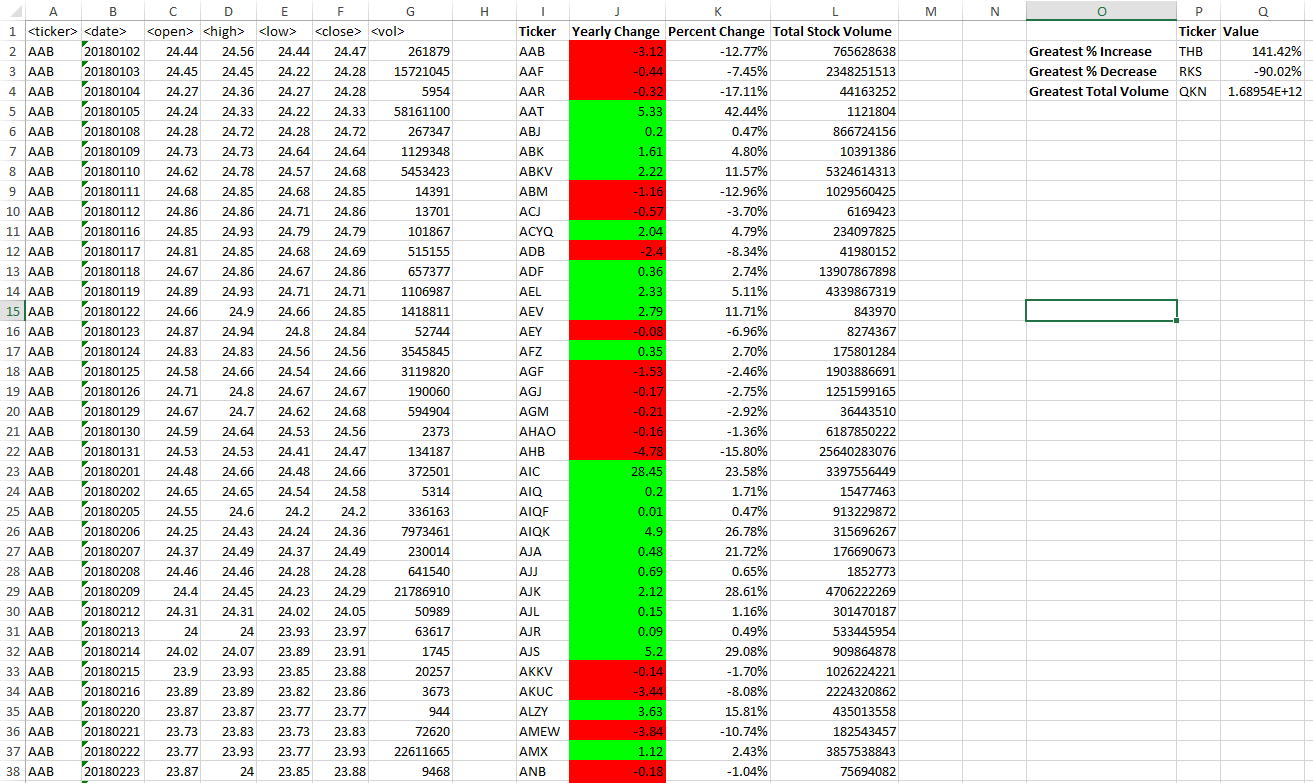 A B C D E F G H I J K L M N O P Q
1 <ticker> <date> <open> <high> <low> <close> <vol> Ticker Yearly Change Percent Change Total Stock Volume Ticker Value
2 AAB 20180102 24.44 24.56 24.44 24.47 261879 AAB -3.12 -12.77% 765628638 Greatest % Increase THB 141.42%
3 AAB 20180103 24.45 24.45 24.22 24.28 15721045 AAF -0.44 -7.45% 2348251513 Greatest % Decrease RKS -90.02%
4 AAB 20180104 24.27 24.36 24.27 24.28 5954 AAR -0.32 -17.11% 44163252 Greatest Total Volume QKN 1.68954E+12
5 AAB 20180105 24.24 24.33 24.22 24.33 58161100 AAT 5.33 42.44% 1121804
6 AAB 20180108 24.28 24.72 24.28 24.72 267347 ABJ 0.2 0.47% 866724156
7 AAB 20180109 24.73 24.73 24.64 24.64 1129348 ABK 1.61 4.80% 10391386
8 AAB 20180110 24.62 24.78 24.57 24.68 5453423 ABKV 2.22 11.57% 5324614313
9 AAB 20180111 24.68 24.85 24.68 24.85 14391 ABM -1.16 -12.96% 1029560425
10 AAB 20180112 24.86 24.86 24.71 24.86 13701 ACJ -0.57 -3.70% 6169423
11 AAB 20180116 24.85 24.93 24.79 24.79 101867 ACYQ 2.04 4.79% 234097825
12 AAB 20180117 24.81 24.85 24.68 24.69 515155 ADB -2.4 -8.34% 41980152
13 AAB 20180118 24.67 24.86 24.67 24.86 657377 ADF 0.36 2.74% 13907867898
14 AAB 20180119 24.89 24.93 24.71 24.71 1106987 AEL 2.33 5.11% 4339867319
15 AAB 20180122 24.66 24.9 24.66 24.85 1418811 AEV 2.79 11.71% 843970
16 AAB 20180123 24.87 24.94 24.8 24.84 52744 AEY -0.08 -6.96% 8274367
17 AAB 20180124 24.83 24.83 24.56 24.56 3545845 AFZ 0.35 2.70% 175801284
18 AAB 20180125 24.58 24.66 24.54 24.66 3119820 AGF -1.53 -2.46% 1903886691
19 AAB 20180126 24.71 24.8 24.67 24.67 190060 AGJ -0.17 -2.75% 1251599165
20 AAB 20180129 24.67 24.7 24.62 24.68 594904 AGM -0.21 -2.92% 36443510
21 AAB 20180130 24.59 24.64 24.53 24.56 2373 AHAO -0.16 -1.36% 6187850222
22 AAB 20180131 24.53 24.53 24.41 24.47 134187 AHB -4.78 -15.80% 25640283076
23 AAB 20180201 24.48 24.66 24.48 24.66 372501 AIC 28.45 23.58% 3397556449
24 AAB 20180202 24.65 24.65 24.54 24.58 5314 AIQ 0.2 1.71% 15477463
25 AAB 20180205 24.55 24.6 24.2 24.2 336163 AIQF 0.01 0.47% 913229872
26 AAB 20180206 24.25 24.43 24.24 24.36 7973461 AIQK 4.9 26.78% 315696267
27 AAB 20180207 24.37 24.49 24.37 24.49 230014 AJA 0.48 21.72% 176690673
28 AAB 20180208 24.46 24.46 24.28 24.28 641540 AJJ 0.69 0.65% 1852773
29 AAB 20180209 24.4 24.45 24.23 24.29 21786910 AJK 2.12 28.61% 4706222269
30 AAB 20180212 24.31 24.31 24.02 24.05 50989 AJL 0.15 1.16% 301470187
31 AAB 20180213 24 24 23.93 23.97 63617 AJR 0.09 0.49% 533445954
32 AAB 20180214 24.02 24.07 23.89 23.91 1745 AJS 5.2 29.08% 909864878
33 AAB 20180215 23.9 23.93 23.85 23.88 20257 AKKV -0.14 -1.70% 1026224221
34 AAB 20180216 23.89 23.89 23.82 23.86 3673 AKUC -3.44 -8.08% 2224320862
35 AAB 20180220 23.87 23.87 23.77 23.77 944 ALZY 3.63 15.81% 435013558
36 AAB 20180221 23.73 23.83 23.73 23.83 72620 AMEW -3.84 -10.74% 182543457
37 AAB 20180222 23.77 23.93 23.77 23.93 22611665 AMX 1.12 2.43% 3857538843
38 AAB 20180223 23.87 24 23.85 23.88 9468 ANB -0.18 -1.04% 75694082